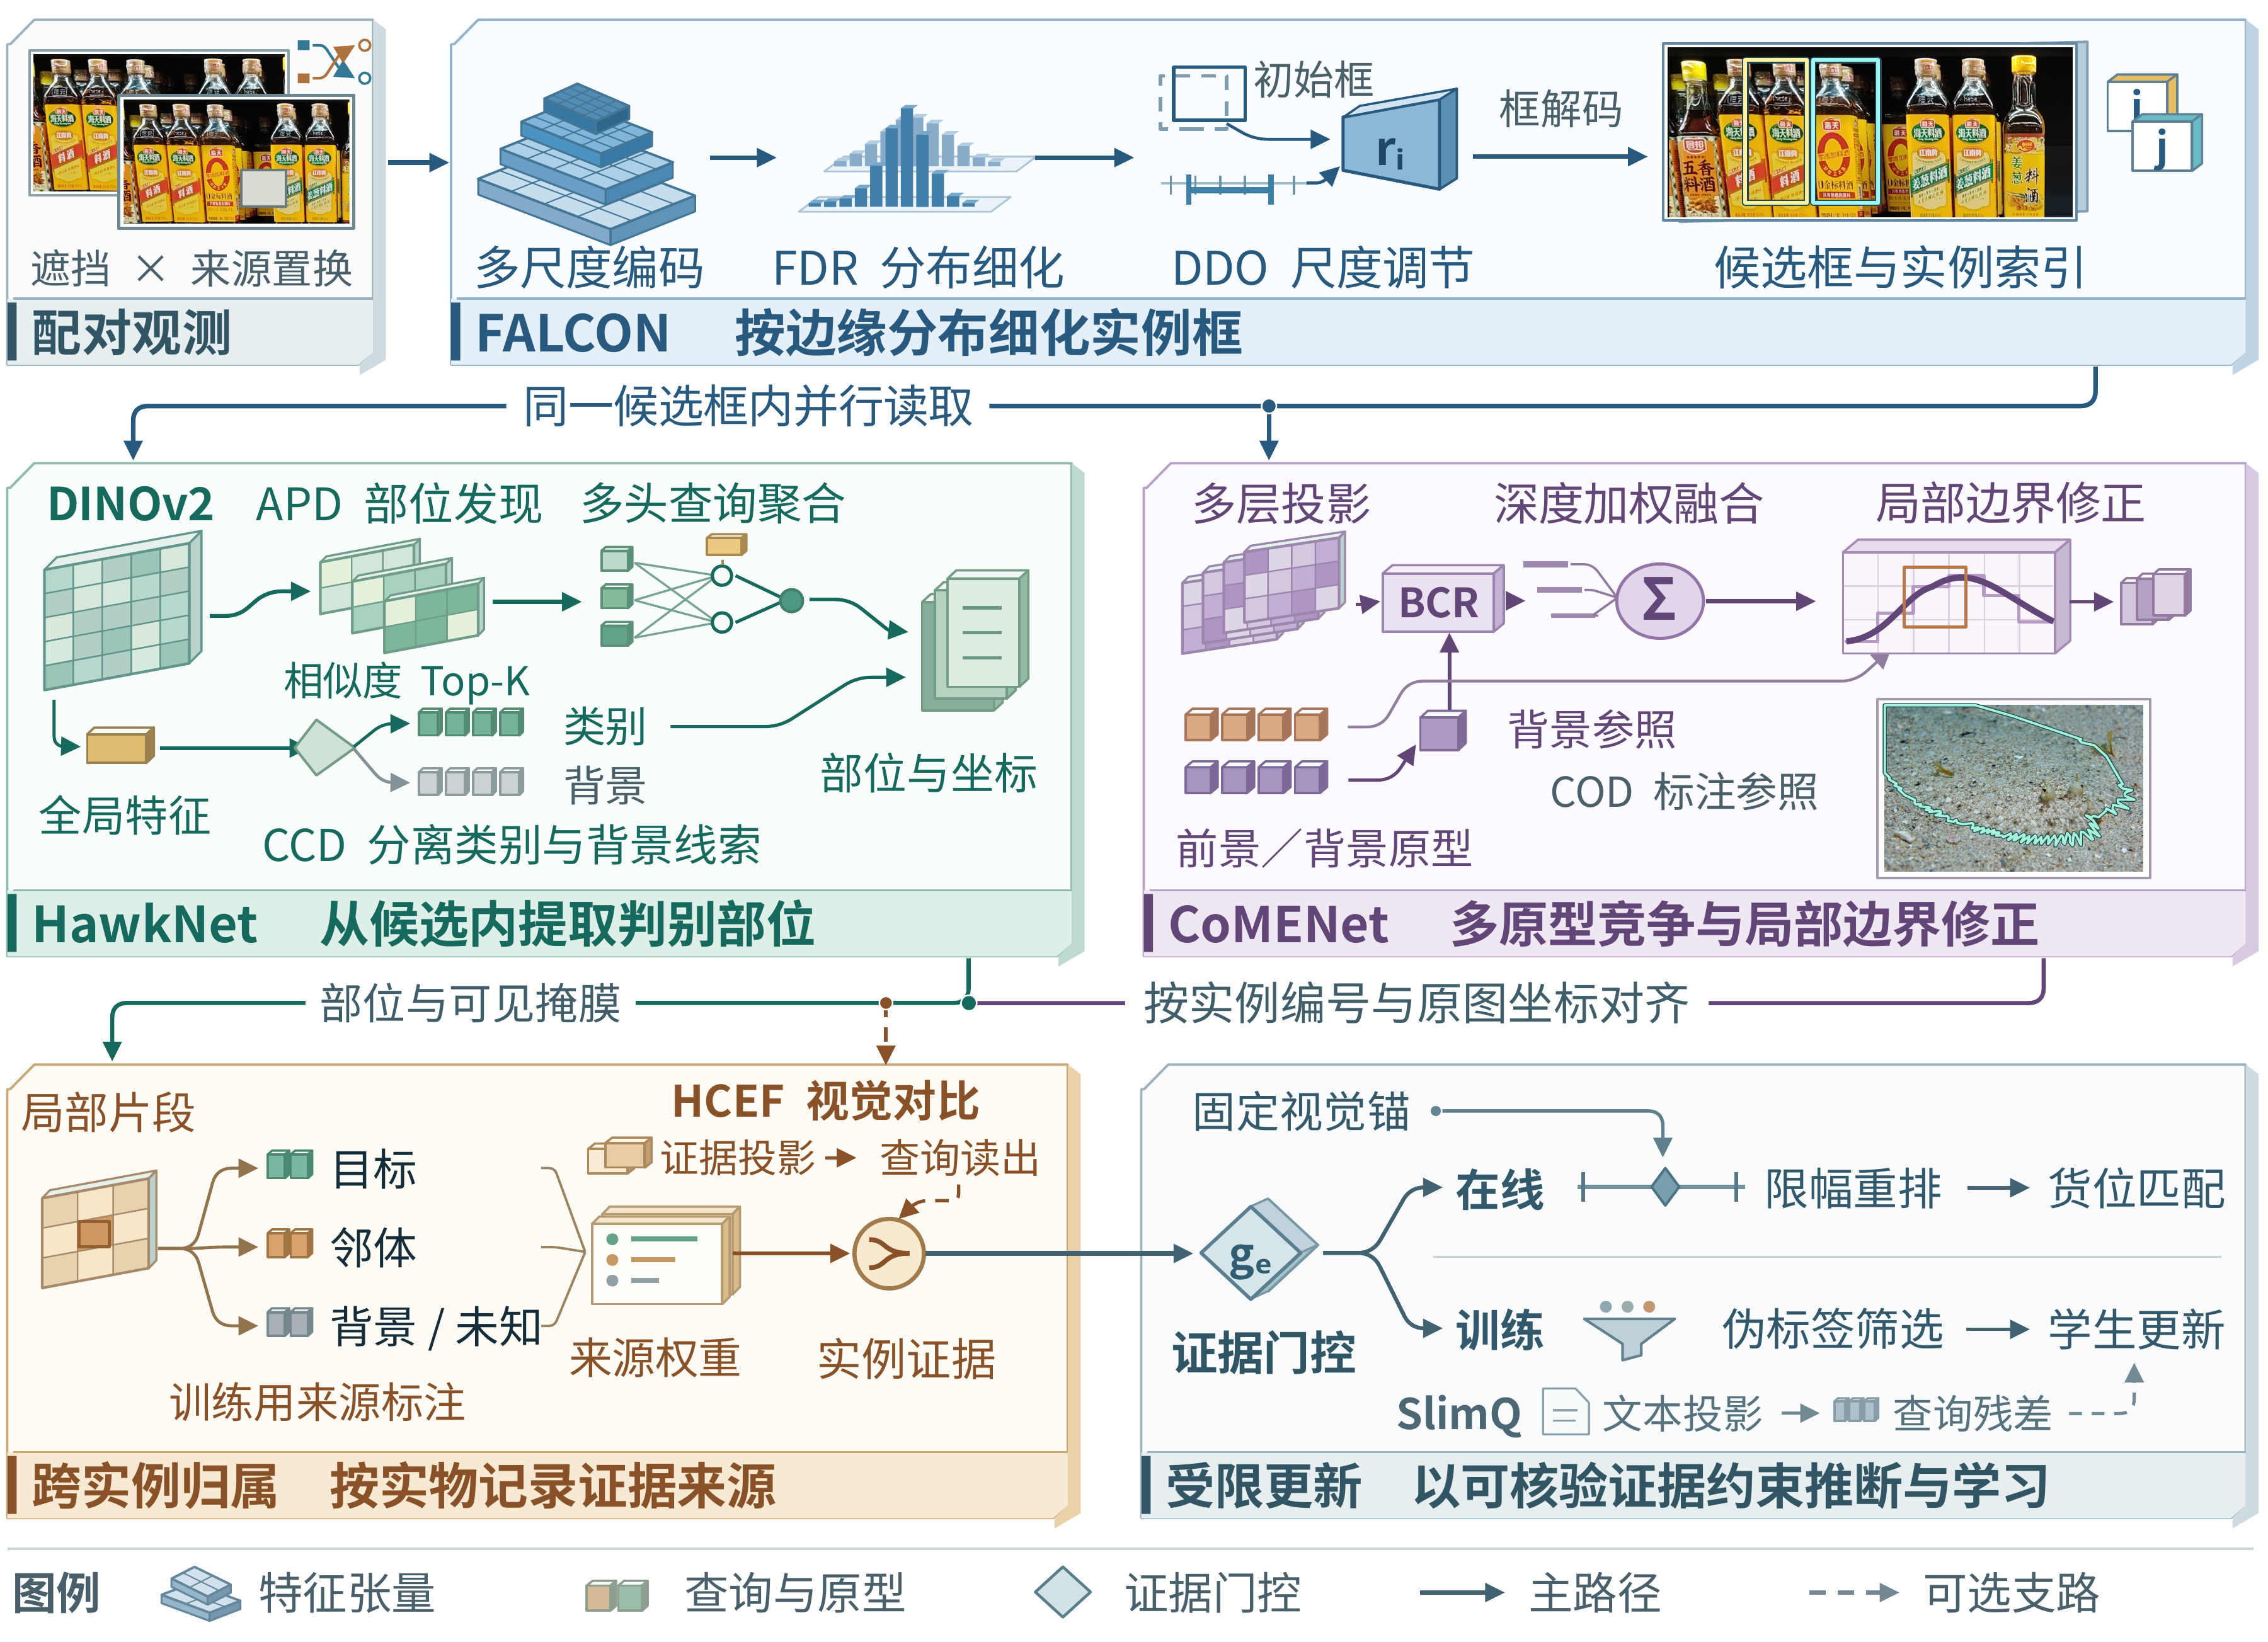 遮挡 × 来源置换
配对观测
初始框
r_i
框解码
i
j
多尺度编码
FDR 分布细化
DDO 尺度调节
候选框与实例索引
FALCON 按边缘分布细化实例框
同一候选框内并行读取
DINOv2
APD 部位发现
多头查询聚合
相似度 Top-K
类别
背景
全局特征
CCD 分离类别与背景线索
部位与坐标
HawkNet 从候选内提取判别部位
多层投影
深度加权融合
局部边界修正
BCR
Σ
背景参照
COD 标注参照
前景／背景原型
CoMENet 多原型竞争与局部边界修正
部位与可见掩膜
按实例编号与原图坐标对齐
局部片段
HCEF 视觉对比
证据投影
查询读出
目标
邻体
背景 / 未知
来源权重
实例证据
训练用来源标注
跨实例归属 按实物记录证据来源
固定视觉锚
在线
限幅重排
货位匹配
g_e
证据门控
训练
伪标签筛选
学生更新
SlimQ 文本投影 查询残差
受限更新 以可核验证据约束推断与学习
图例 特征张量 查询与原型 证据门控 主路径 可选支路